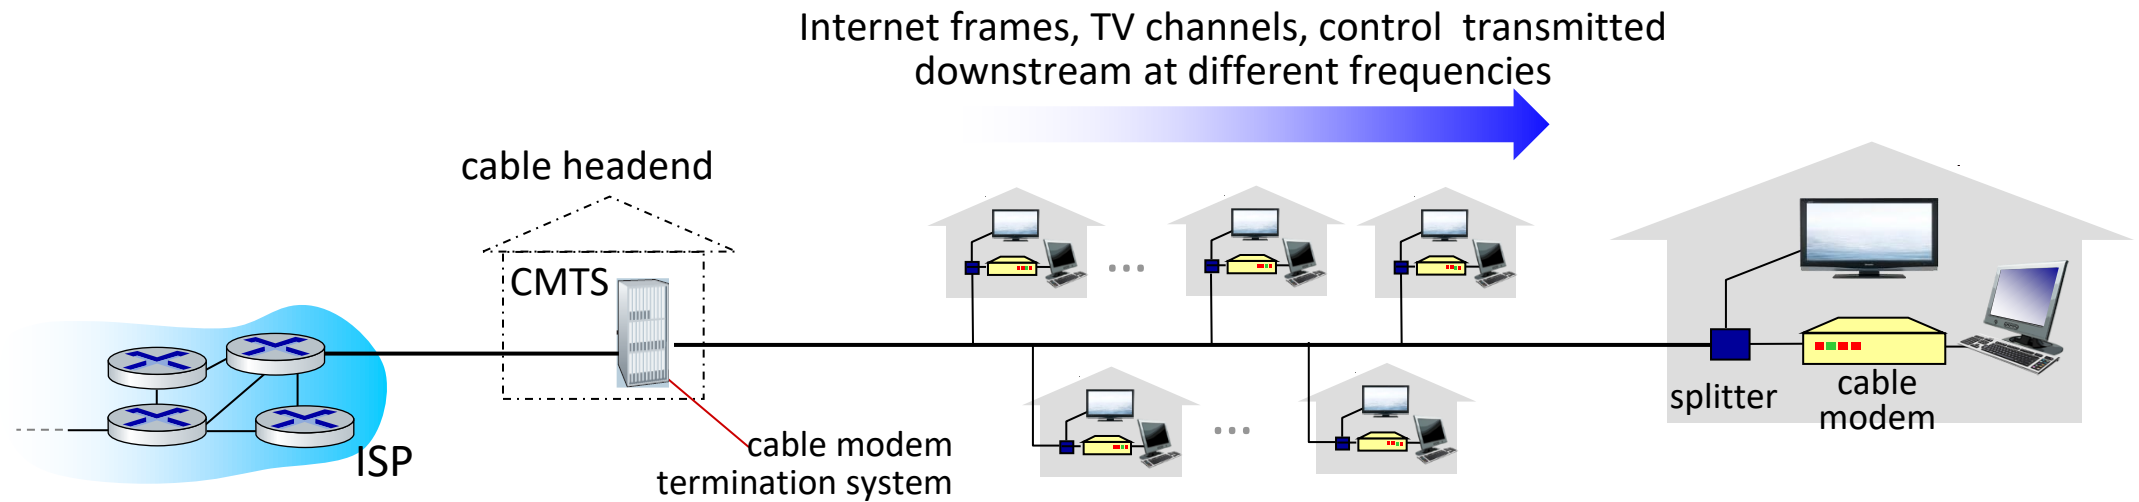 Internet frames, TV channels, control transmitted
downstream at different frequencies
cable headend
CMTS
ISP
cable modem
termination system
splitter
cable
modem